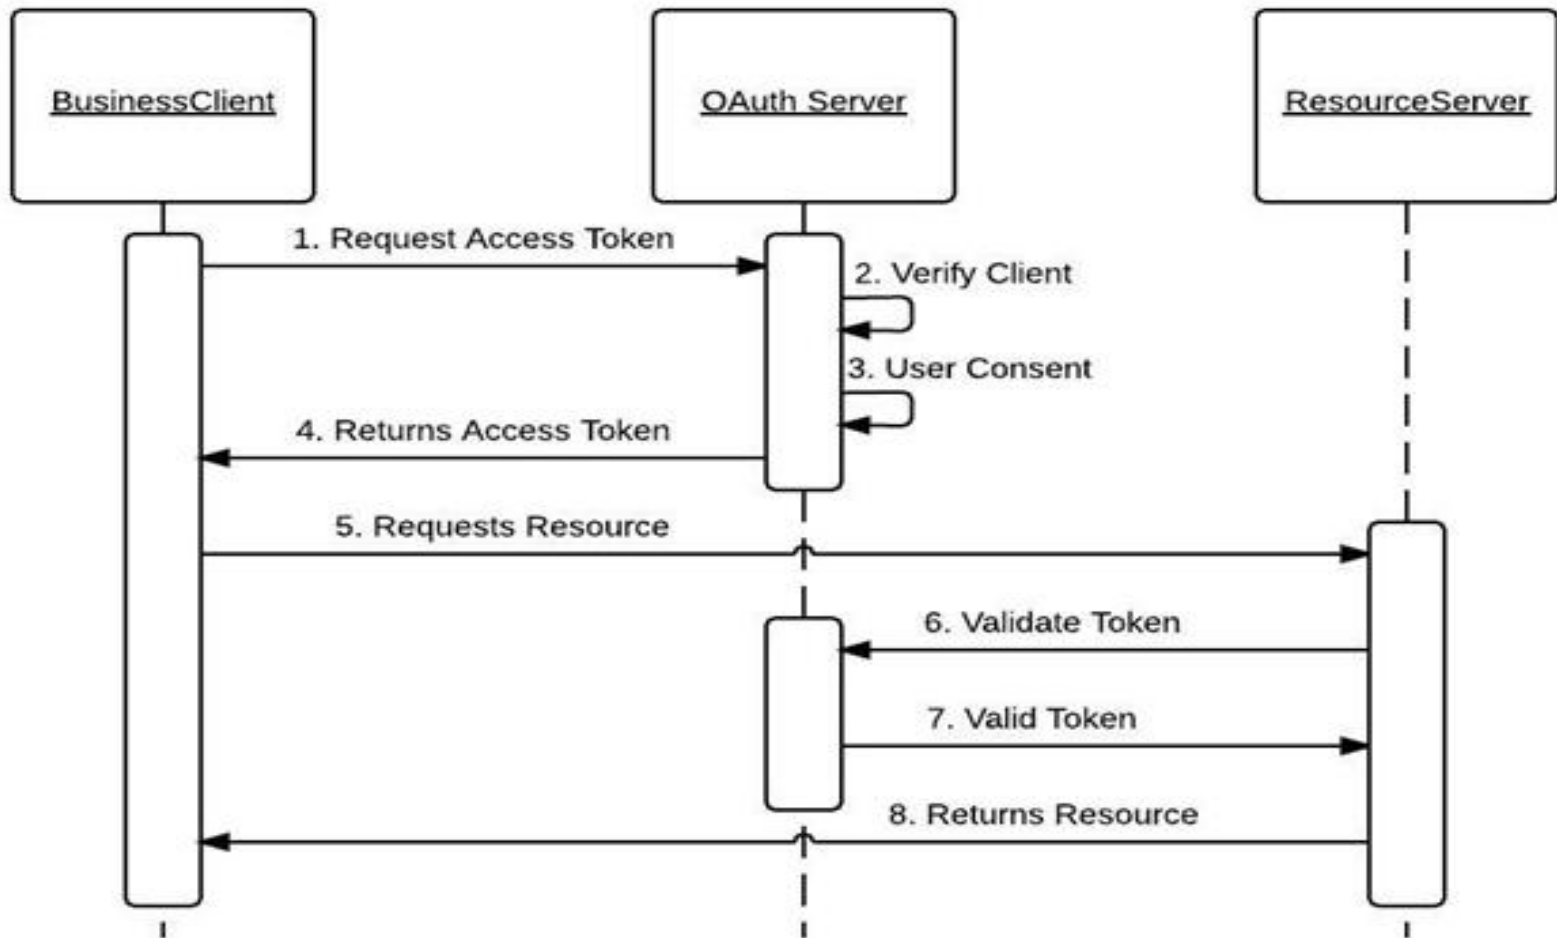 BusinessClient
OAuth Server
ResourceServer
1. Request Access Token
2. Verify Client
3. User Consent
4. Returns Access Token
5. Requests Resource
6. Validate Token
7. Valid Token
8. Returns Resource